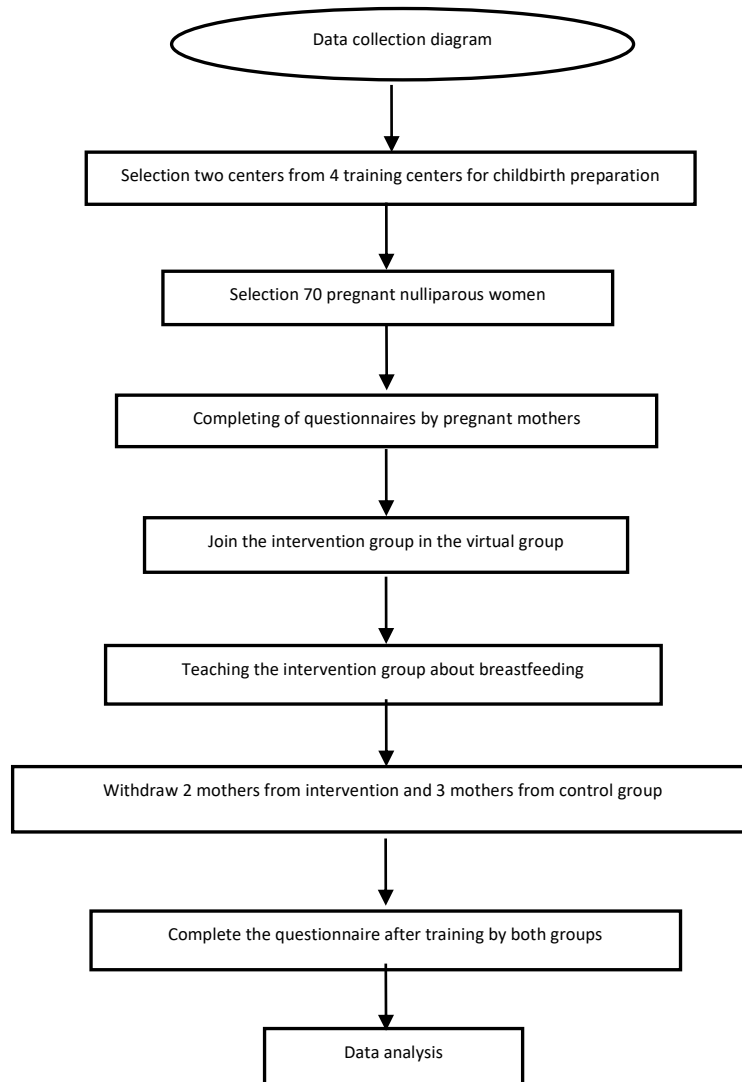 Data collection diagram
Selection two centers from 4 training centers for childbirth preparation
Selection 70 pregnant nulliparous women
Completing of questionnaires by pregnant mothers
Join the intervention group in the virtual group
Teaching the intervention group about breastfeeding
Withdraw 2 mothers from intervention and 3 mothers from control group
Complete the questionnaire after training by both groups
Data analysis